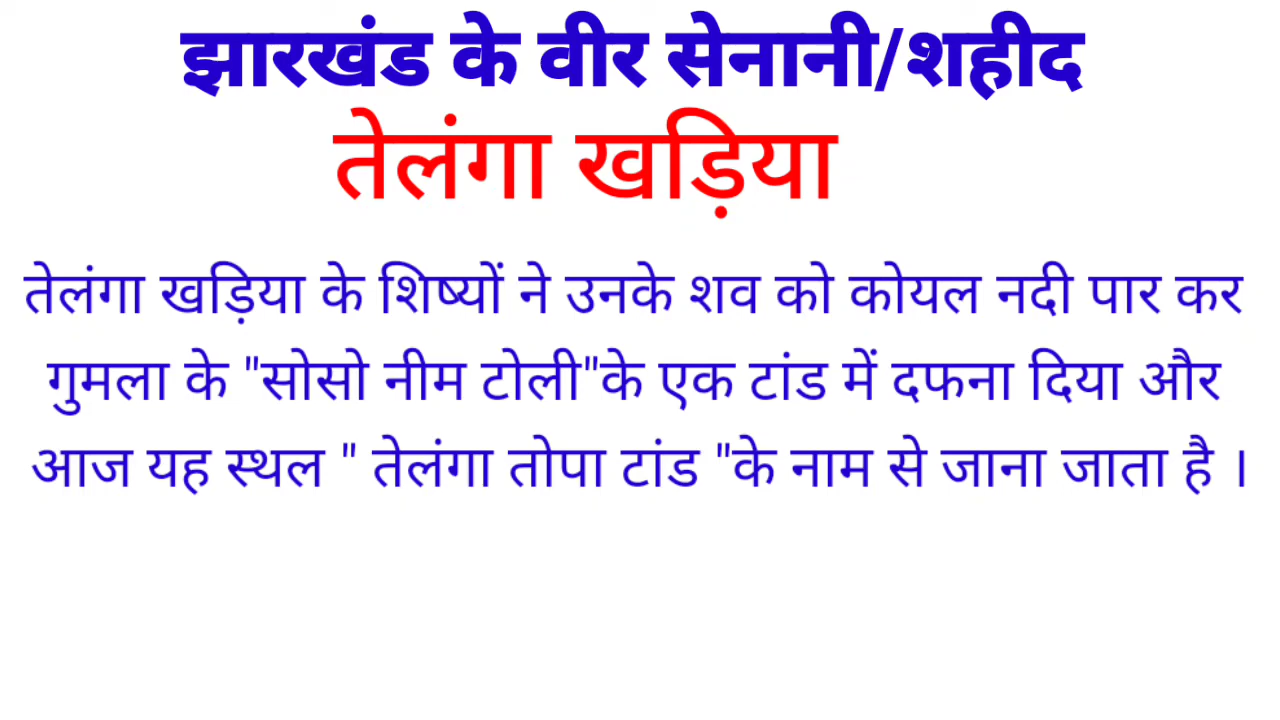 झारखंड के वीर सेनानी/शहीद
तेलंगा खड़िया
तेलंगा खड़िया के शिष्यों ने उनके शव को कोयल नदी पार कर
गुमला के "सोसो नीम टोली"के एक टांड में दफना दिया और
आज यह स्थल " तेलंगा तोपा टांड "के नाम से जाना जाता है ।